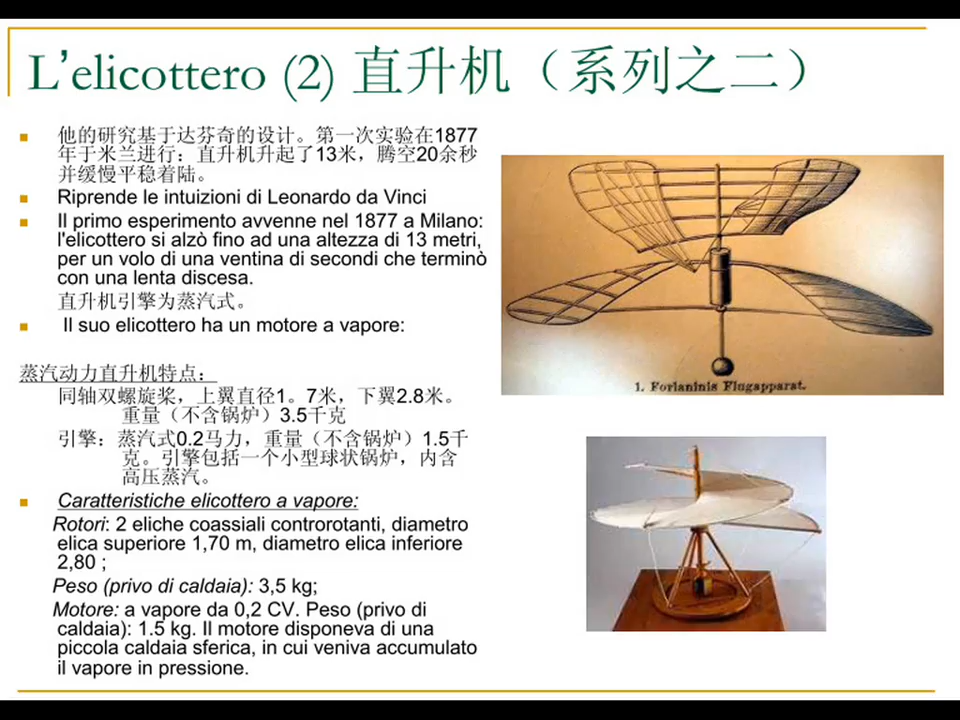 L’elicottero (2) 直升机（系列之二）
他的研究基于达芬奇的设计。第一次实验在1877
年于米兰进行：直升机升起了13米，腾空20余秒
并缓慢平稳着陆。
Riprende le intuizioni di Leonardo da Vinci
Il primo esperimento avvenne nel 1877 a Milano:
l'elicottero si alzò fino ad una altezza di 13 metri,
per un volo di una ventina di secondi che terminò
con una lenta discesa.
直升机引擎为蒸汽式。
Il suo elicottero ha un motore a vapore:
蒸汽动力直升机特点：
同轴双螺旋桨，上翼直径1。7米，下翼2.8米。
重量（不含锅炉）3.5千克
引擎：蒸汽式0.2马力，重量（不含锅炉）1.5千
克。引擎包括一个小型球状锅炉，内含
高压蒸汽。
Caratteristiche elicottero a vapore:
Rotori: 2 eliche coassiali controrotanti, diametro
elica superiore 1,70 m, diametro elica inferiore
2,80 ;
Peso (privo di caldaia): 3,5 kg;
Motore: a vapore da 0,2 CV. Peso (privo di
caldaia): 1.5 kg. Il motore disponeva di una
piccola caldaia sferica, in cui veniva accumulato
il vapore in pressione.
1. Forlaninis Flugapparat.